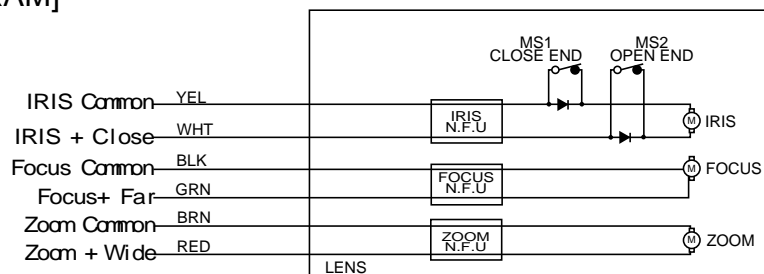 AM]
MS1
CLOSE END
MS2
OPEN END
IRIS Common YEL
IRIS
N.F.U
M IRIS
IRIS + Close WHT
Focus Common BLK
FOCUS
N.F.U
M FOCUS
Focus+ Far GRN
Zoom Common BRN
ZOOM
N.F.U
M ZOOM
Zoom + Wide RED
LENS